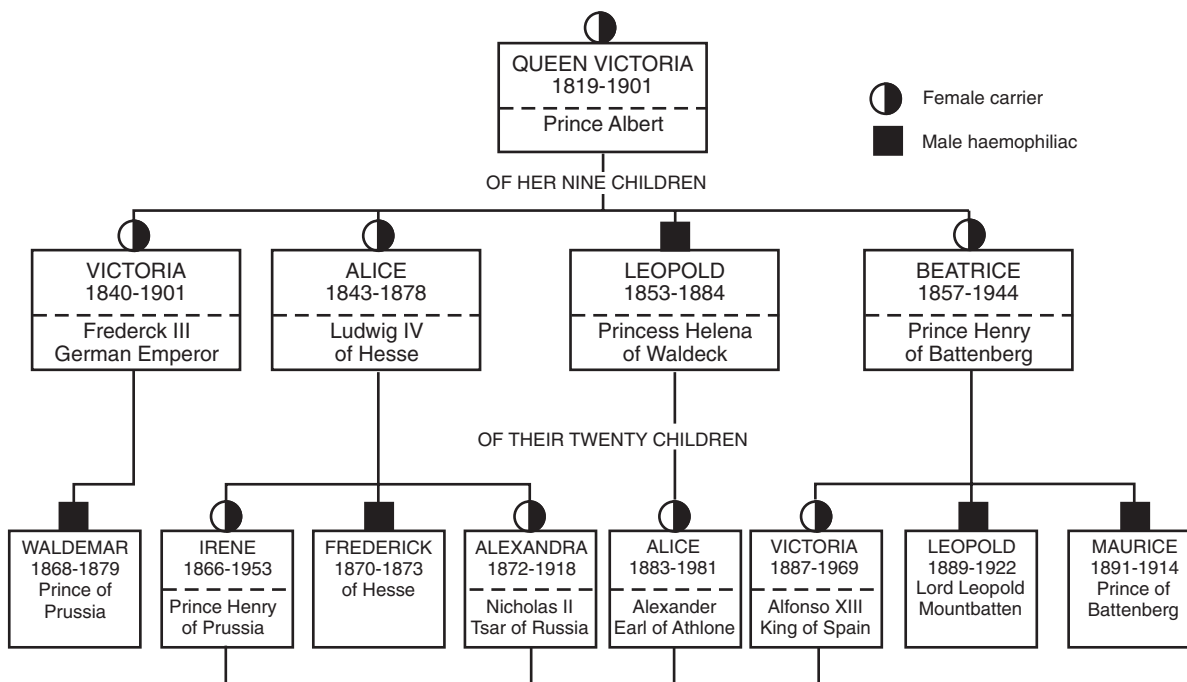 QUEEN VICTORIA
1819-1901
Prince Albert
Female carrier
Male haemophiliac
OF HER NINE CHILDREN
VICTORIA
1840-1901
Frederck III
German Emperor
ALICE
1843-1878
Ludwig IV
of Hesse
LEOPOLD
1853-1884
Princess Helena
of Waldeck
BEATRICE
1857-1944
Prince Henry
of Battenberg
OF THEIR TWENTY CHILDREN
WALDEMAR
1868-1879
Prince of
Prussia
IRENE
1866-1953
Prince Henry
of Prussia
FREDERICK
1870-1873
of Hesse
ALEXANDRA
1872-1918
Nicholas II
Tsar of Russia
ALICE
1883-1981
Alexander
Earl of Athlone
VICTORIA
1887-1969
Alfonso XIII
King of Spain
LEOPOLD
1889-1922
Lord Leopold
Mountbatten
MAURICE
1891-1914
Prince of
Battenberg